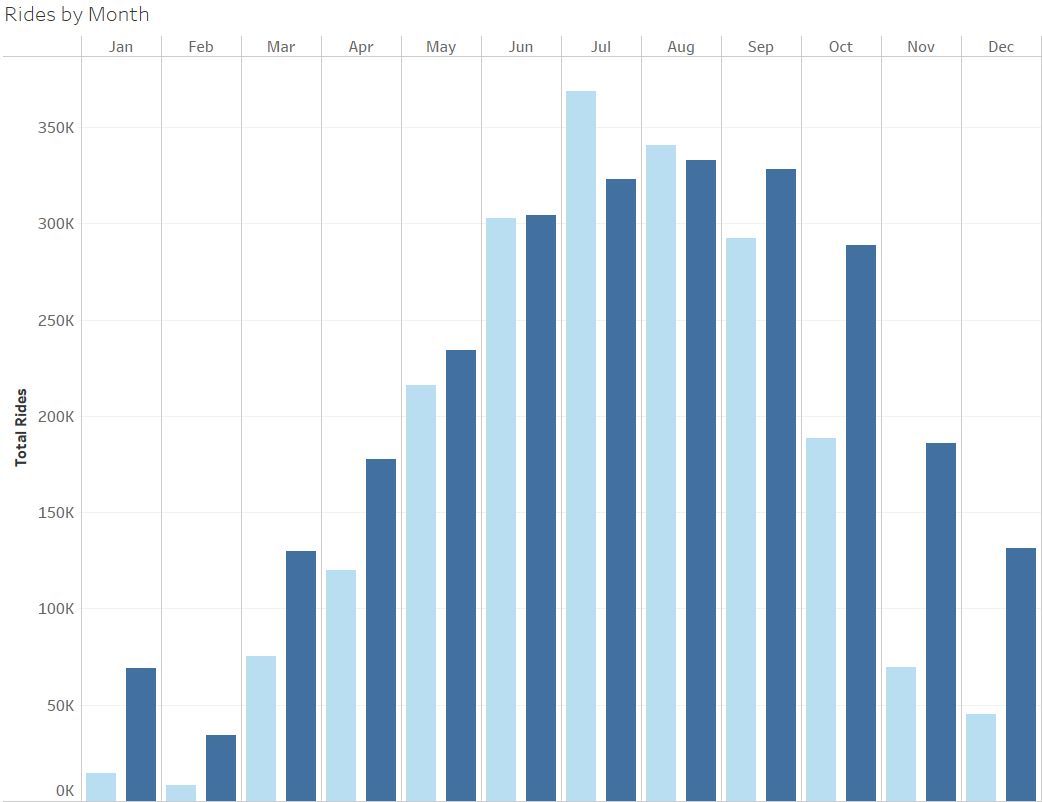 Rides by Month
Jan Feb Mar Apr May Jun Jul Aug Sep Oct Nov Dec
350K
300K
250K
200K
150K
100K
50K
0K
Total Rides